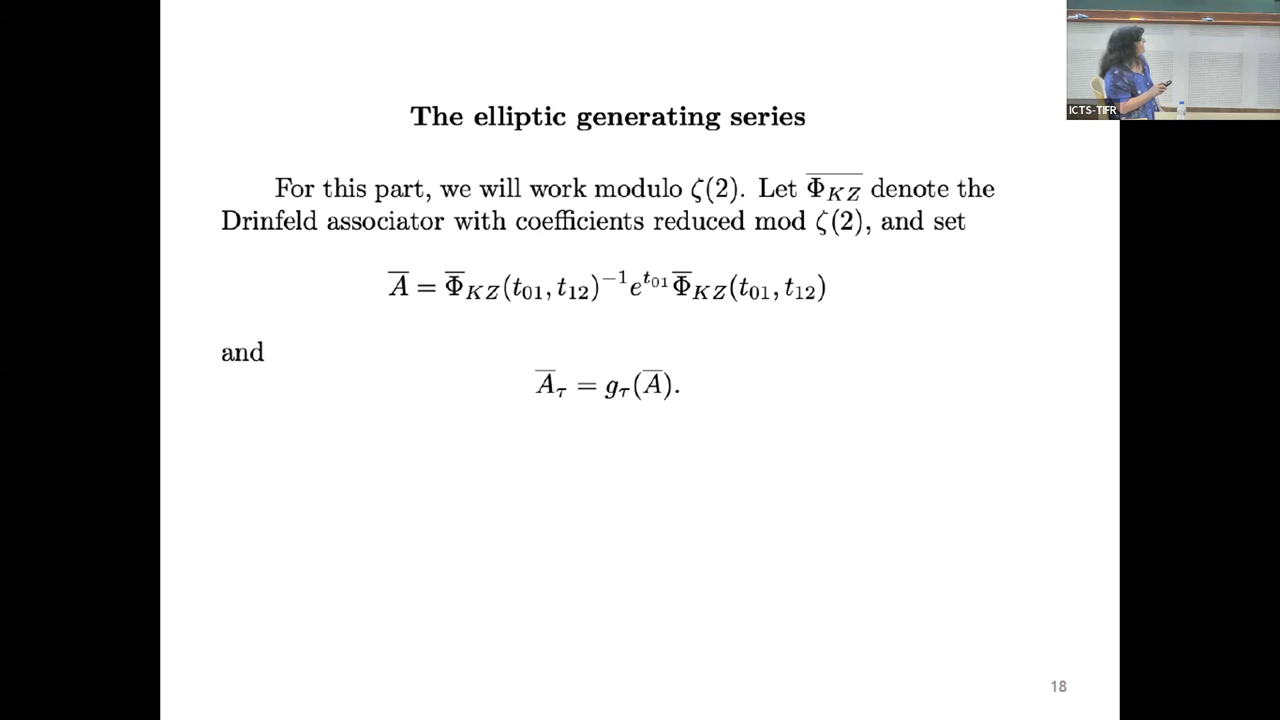 ICTS-TIFR
The elliptic generating series
For this part, we will work modulo ζ(2). Let $\overline{\Phi_{KZ}}$ denote the
Drinfeld associator with coefficients reduced mod ζ(2), and set
$\overline{A} = \overline{\Phi}_{KZ}(t_{01}, t_{12})^{-1} e^{t_{01}} \overline{\Phi}_{KZ}(t_{01}, t_{12})$
and
$\overline{A}_\tau = g_\tau(\overline{A}).$
18